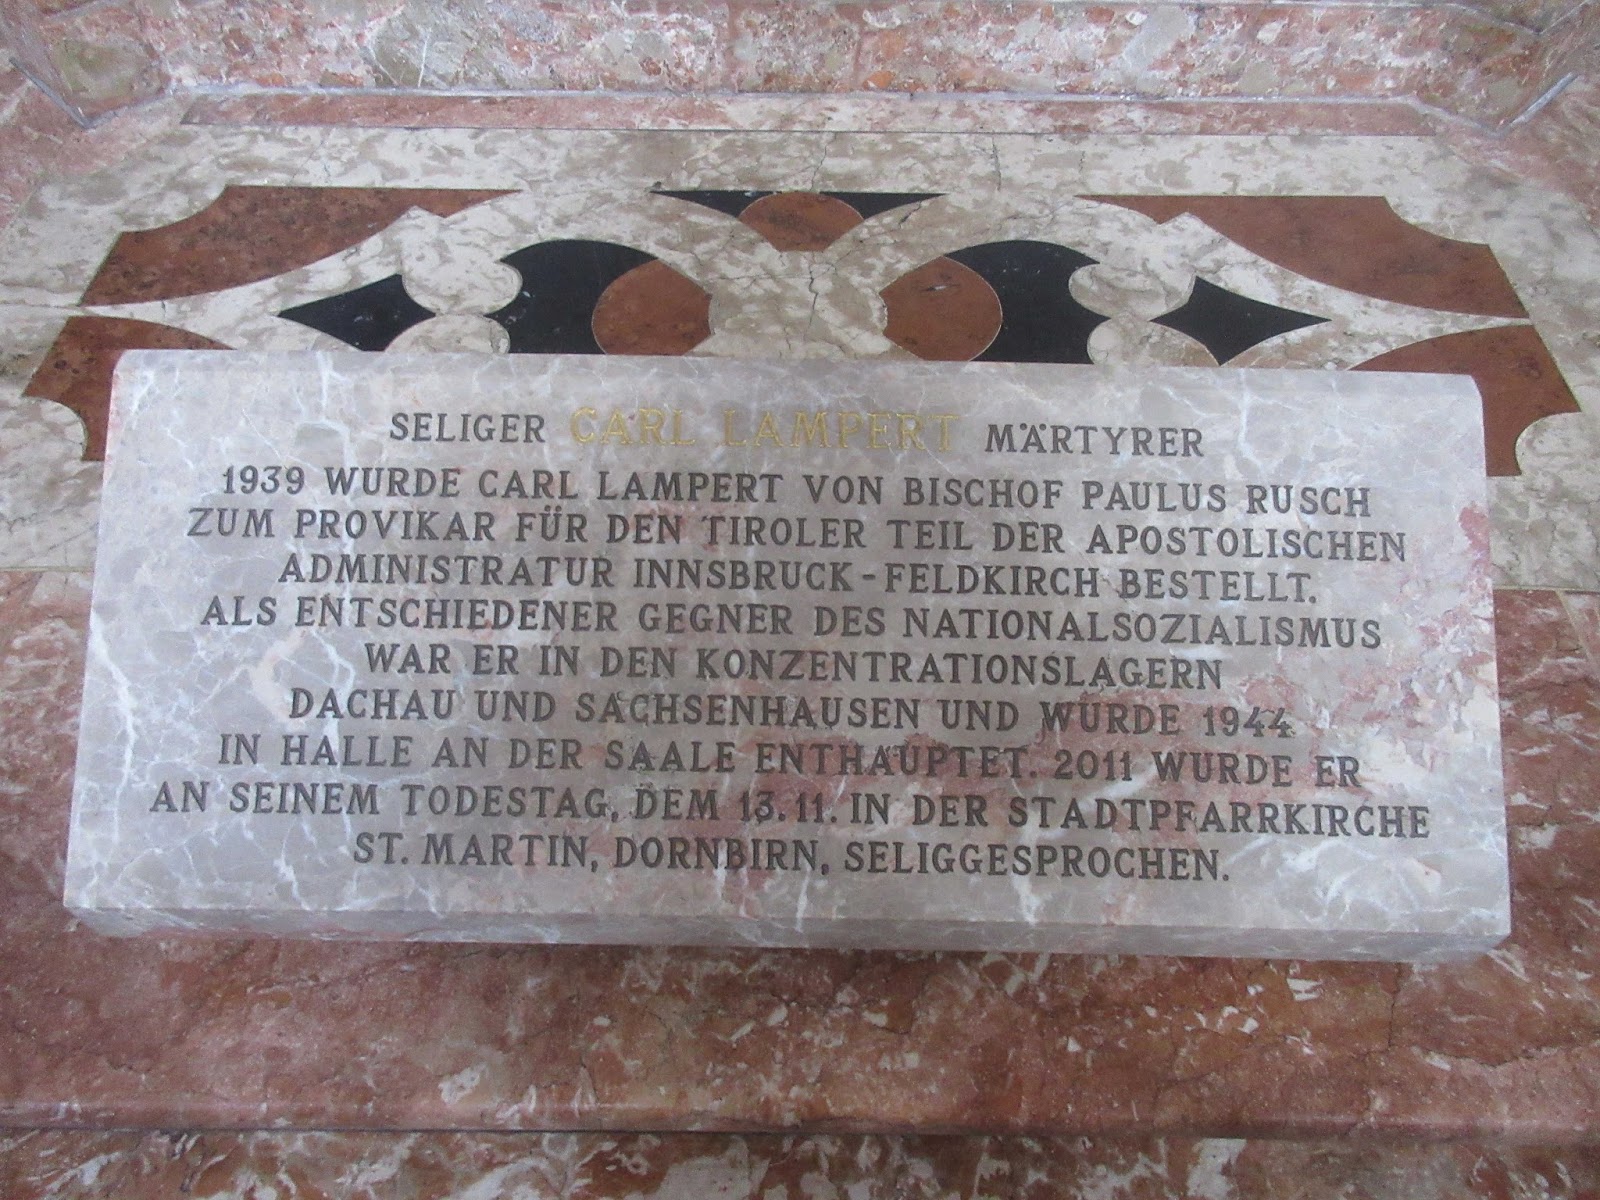 SELIGER CARL LAMPERT MÄRTYRER
1939 WURDE CARL LAMPERT VON BISCHOF PAULUS RUSCH
ZUM PROVIKAR FÜR DEN TIROLER TEIL DER APOSTOLISCHEN
ADMINISTRATUR INNSBRUCK-FELDKIRCH BESTELLT.
ALS ENTSCHIEDENER GEGNER DES NATIONALSOZIALISMUS
WAR ER IN DEN KONZENTRATIONSLAGERN
DACHAU UND SACHSENHAUSEN UND WURDE 1944
IN HALLE AN DER SAALE ENTHAUPTET. 2011 WURDE ER
AN SEINEM TODESTAG, DEM 13.11. IN DER STADTPFARRKIRCHE
ST. MARTIN, DORNBIRN, SELIGGESPROCHEN.